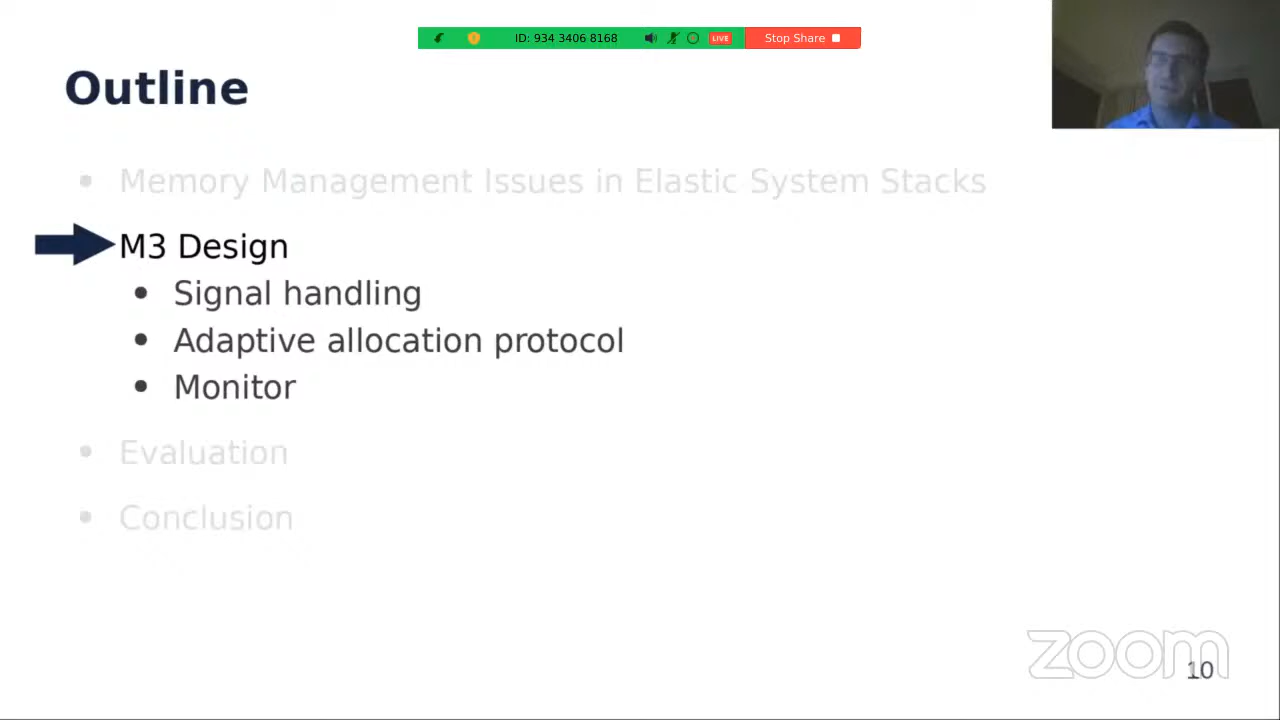 ID: 934 3406 8168 LIVE Stop Share
Outline
• Memory Management Issues in Elastic System Stacks
M3 Design
• Signal handling
• Adaptive allocation protocol
• Monitor
• Evaluation
• Conclusion
zoom
10